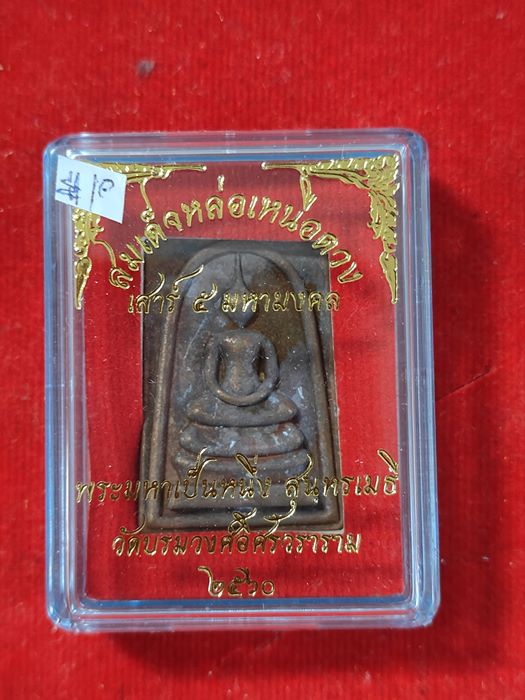 สมเด็จหล่อเหนือดวง
เสาร์ ๕ มหามงคล
พระมหาเป็นหนึ่ง สุนทรเมธี
วัดบรมวงศ์อิศรวราราม
๒๕๖๐